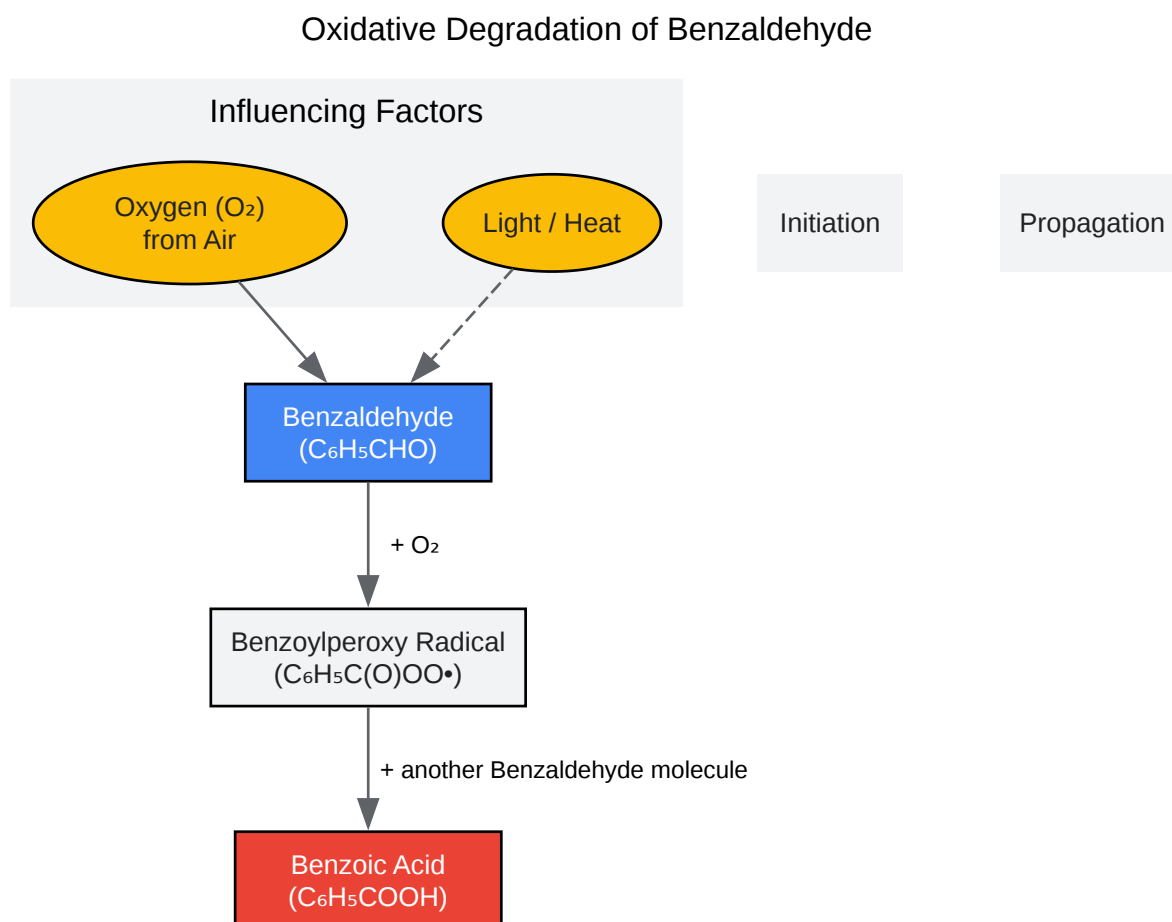 Oxidative Degradation of Benzaldehyde
Influencing Factors
Oxygen (O₂)
from Air
Light / Heat
Initiation
Propagation
Benzaldehyde
(C₆H₅CHO)
+ O₂
Benzoylperoxy Radical
(C₆H₅C(O)OO•)
+ another Benzaldehyde molecule
Benzoic Acid
(C₆H₅COOH)